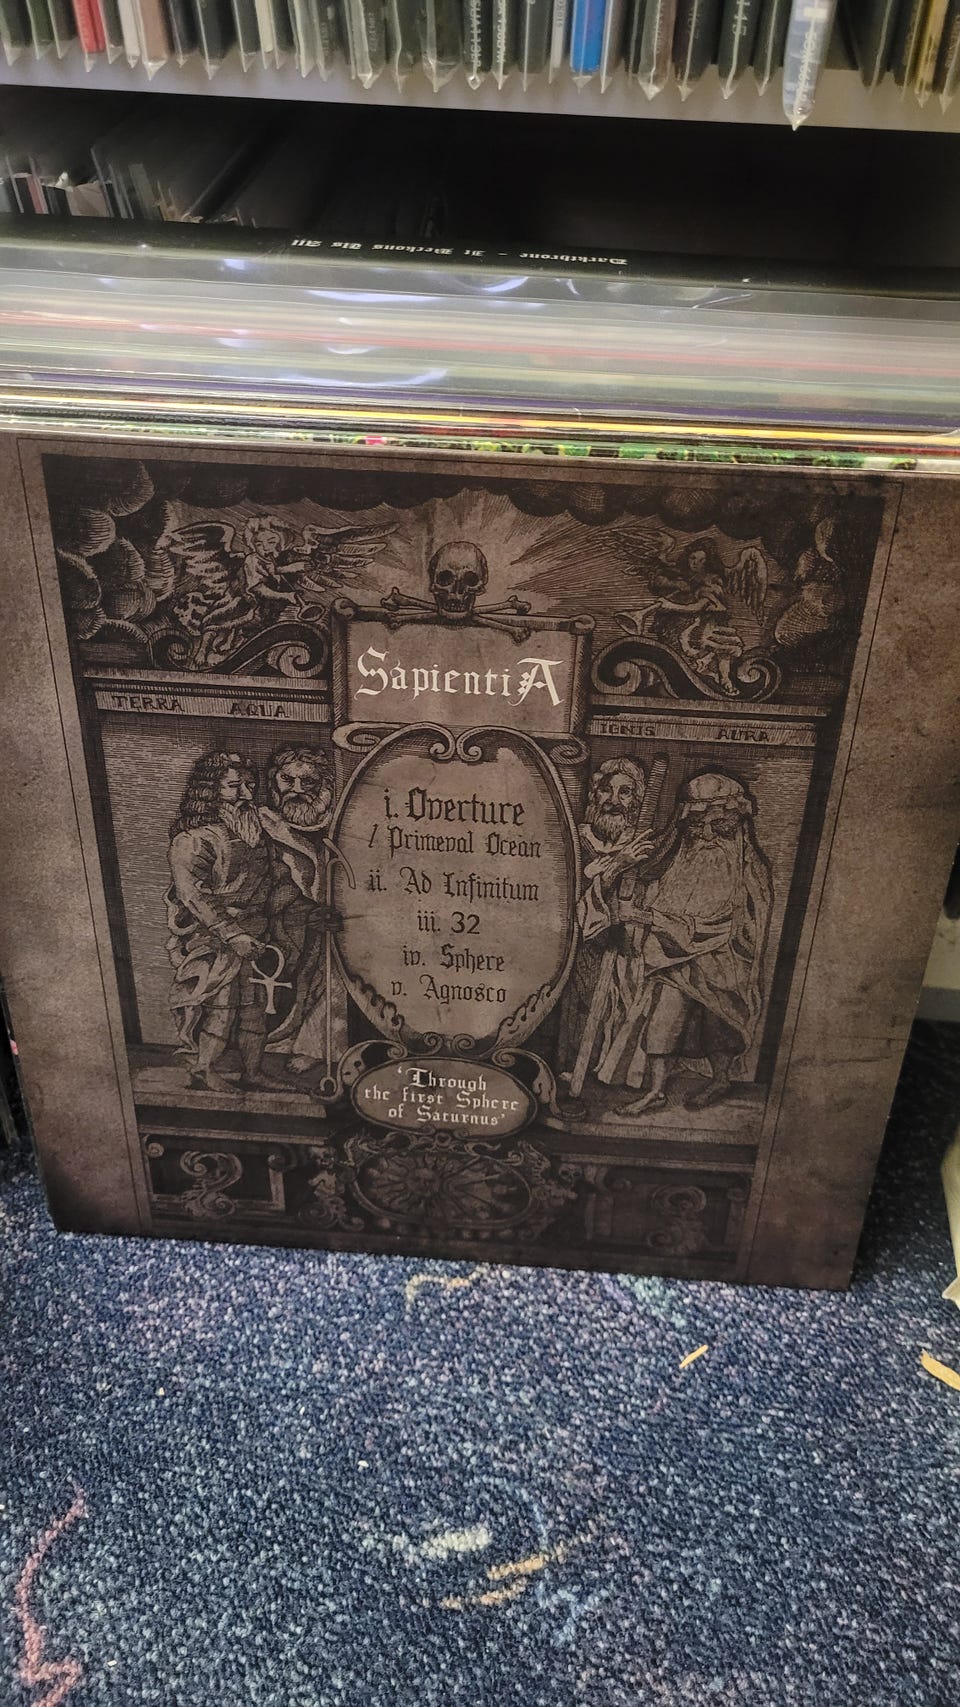 Darkthrone - It Beckons Us All
SapientiA
TERRA AQUA
IGNIS AURA
i. Overture
/ Primeval Ocean
ii. Ad Infinitum
iii. 32
iv. Sphere
v. Agnosco
'Through
the first Sphere
of Saturnus'